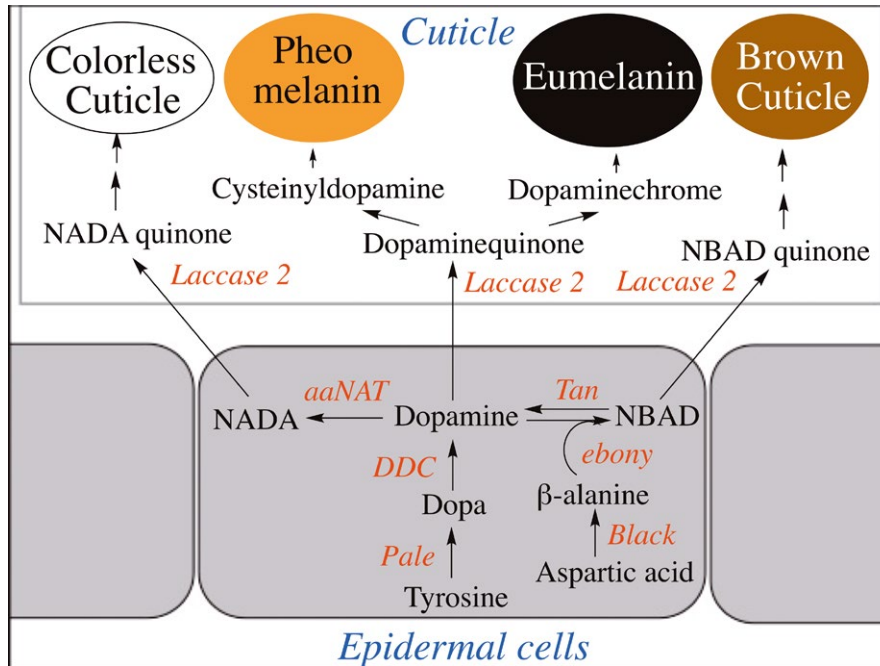 Cuticle
Colorless
Cuticle
Pheo
melanin
Eumelanin
Brown
Cuticle
Cysteinyldopamine
Dopaminechrome
NADA quinone
Dopaminequinone
NBAD quinone
Laccase 2
Laccase 2
Laccase 2
aaNAT
Tan
NADA
Dopamine
NBAD
DDC
ebony
Dopa
β-alanine
Pale
Black
Tyrosine
Aspartic acid
Epidermal cells